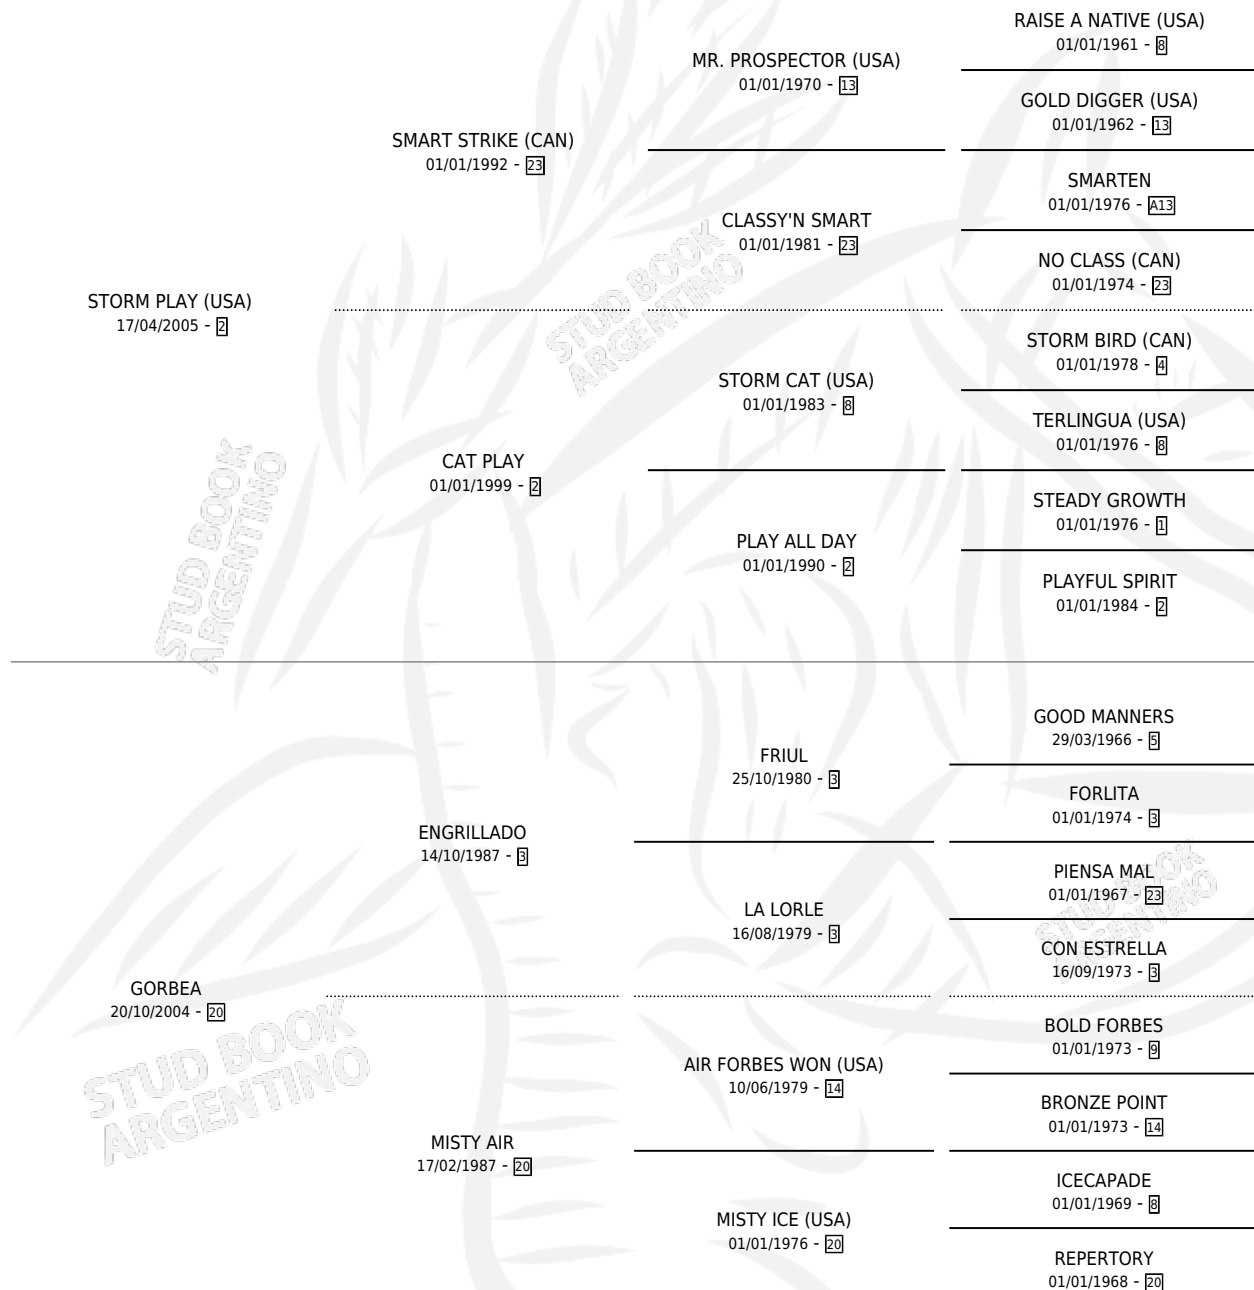 RAISE A NATIVE (USA)
01/01/1961 - 8
MR. PROSPECTOR (USA)
01/01/1970 - 13
GOLD DIGGER (USA)
01/01/1962 - 13
SMART STRIKE (CAN)
01/01/1992 - 23
SMARTEN
01/01/1976 - A13
CLASSY'N SMART
01/01/1981 - 23
NO CLASS (CAN)
01/01/1974 - 23
STORM PLAY (USA)
17/04/2005 - 2
STORM BIRD (CAN)
01/01/1978 - 4
STORM CAT (USA)
01/01/1983 - 8
TERLINGUA (USA)
01/01/1976 - 8
CAT PLAY
01/01/1999 - 2
STEADY GROWTH
01/01/1976 - 1
PLAY ALL DAY
01/01/1990 - 2
PLAYFUL SPIRIT
01/01/1984 - 2
GOOD MANNERS
29/03/1966 - 5
FRIUL
25/10/1980 - 3
FORLITA
01/01/1974 - 3
ENGRILLADO
14/10/1987 - 3
PIENSA MAL
01/01/1967 - 23
LA LORLE
16/08/1979 - 3
CON ESTRELLA
16/09/1973 - 3
GORBEA
20/10/2004 - 20
BOLD FORBES
01/01/1973 - 9
AIR FORBES WON (USA)
10/06/1979 - 14
BRONZE POINT
01/01/1973 - 14
MISTY AIR
17/02/1987 - 20
ICECAPADE
01/01/1969 - 8
MISTY ICE (USA)
01/01/1976 - 20
REPERTORY
01/01/1968 - 20
STUD BOOK
ARGENTINO
STUD BOOK
ARGENTINO
STUD BOOK
ARGENTINO
STUD BOOK
ARGENTINO